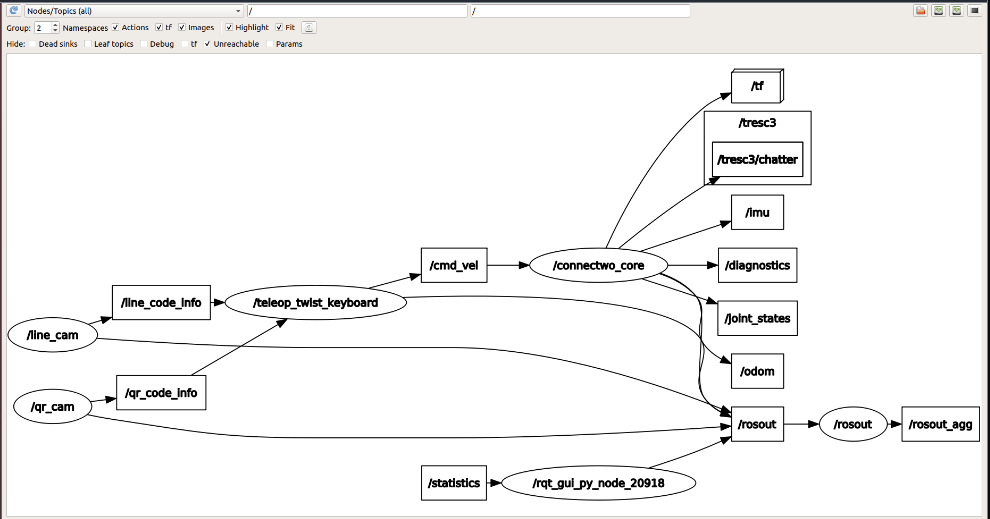 Nodes/Topics (all) / /
Group: 2 Namespaces Actions tf Images Highlight Fit
Hide: Dead sinks Leaf topics Debug tf Unreachable Params
/tf
/tresc3
/tresc3/chatter
/imu
/cmd_vel
/connectwo_core
/diagnostics
/line_code_info
/teleop_twist_keyboard
/joint_states
/line_cam
/odom
/qr_code_info
/qr_cam
/rosout
/rosout
/rosout_agg
/statistics
/rqt_gui_py_node_20918